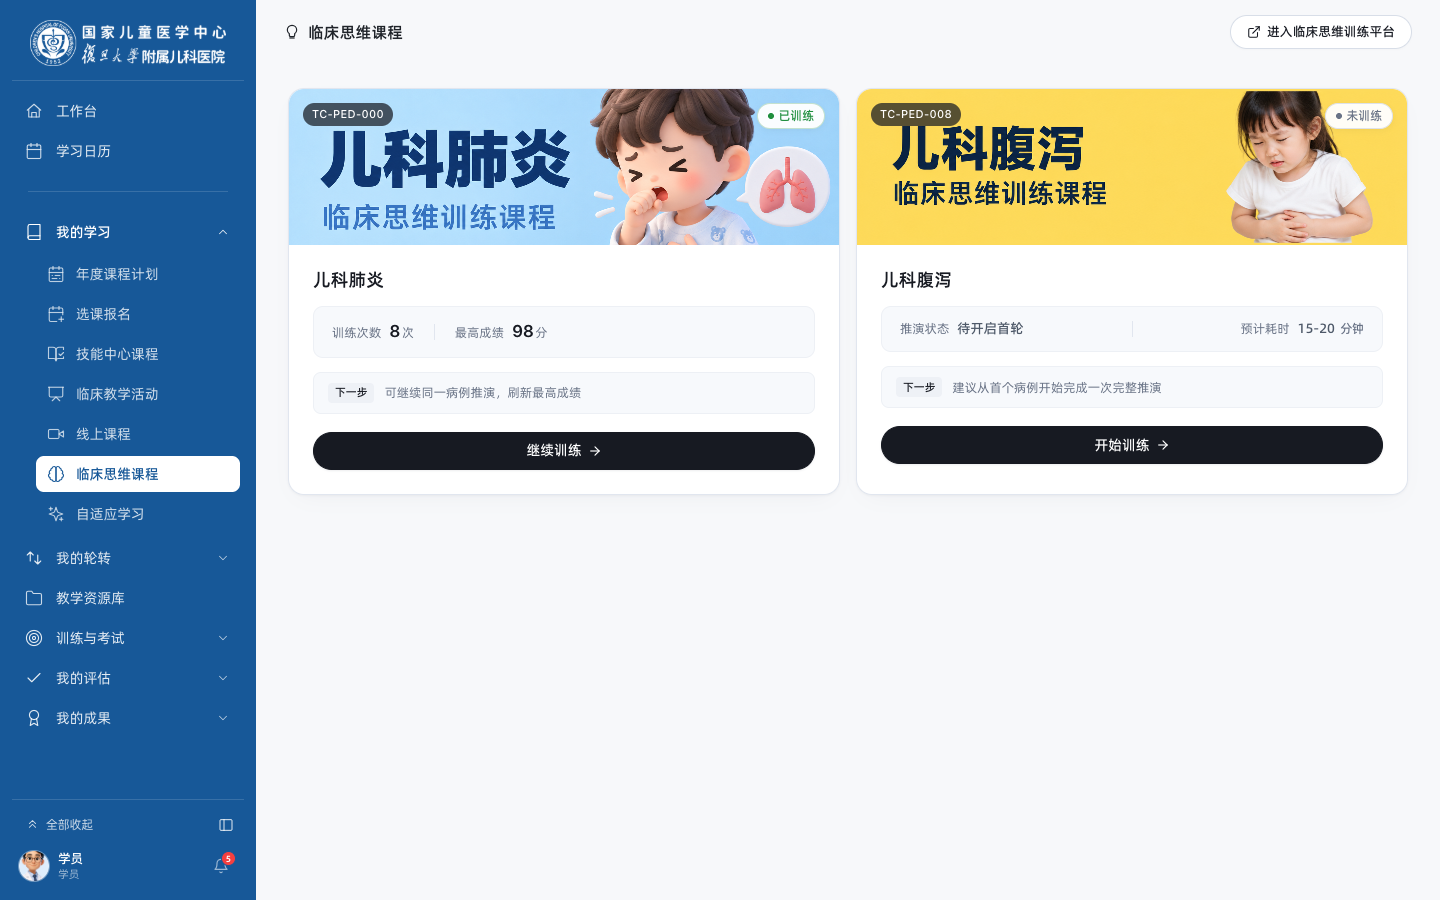 国家儿童医学中心
復旦大学附属儿科医院
1952
工作台
学习日历
我的学习
年度课程计划
选课报名
技能中心课程
临床教学活动
线上课程
临床思维课程
自适应学习
我的轮转
教学资源库
训练与考试
我的评估
我的成果
全部收起
学员
学员
5
临床思维课程
进入临床思维训练平台
TC-PED-000
已训练
儿科肺炎
临床思维训练课程
儿科肺炎
训练次数 8次 最高成绩 98分
下一步 可继续同一病例推演，刷新最高成绩
继续训练
TC-PED-008
未训练
儿科腹泻
临床思维训练课程
儿科腹泻
推演状态 待开启首轮 预计耗时 15-20 分钟
下一步 建议从首个病例开始完成一次完整推演
开始训练